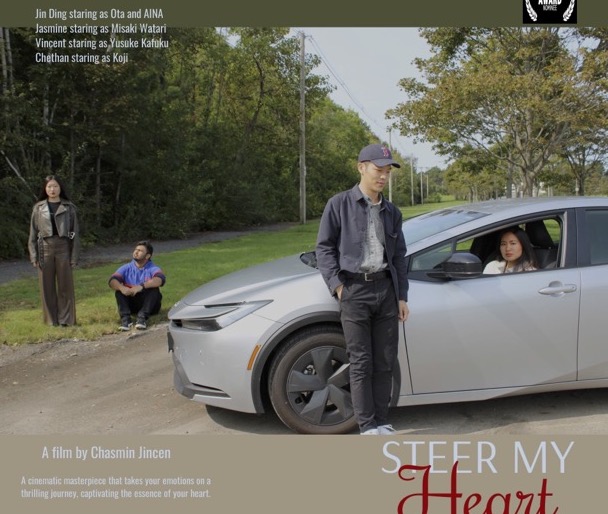 AWARD
NOMINEE
Jin Ding staring as Ota and AINA
Jasmine staring as Misaki Watari
Vincent staring as Yusuke Kafuku
Chethan staring as Koji
A film by Chasmin Jincen
A cinematic masterpiece that takes your emotions on a
thrilling journey, captivating the essence of your heart.
STEER MY
Heart